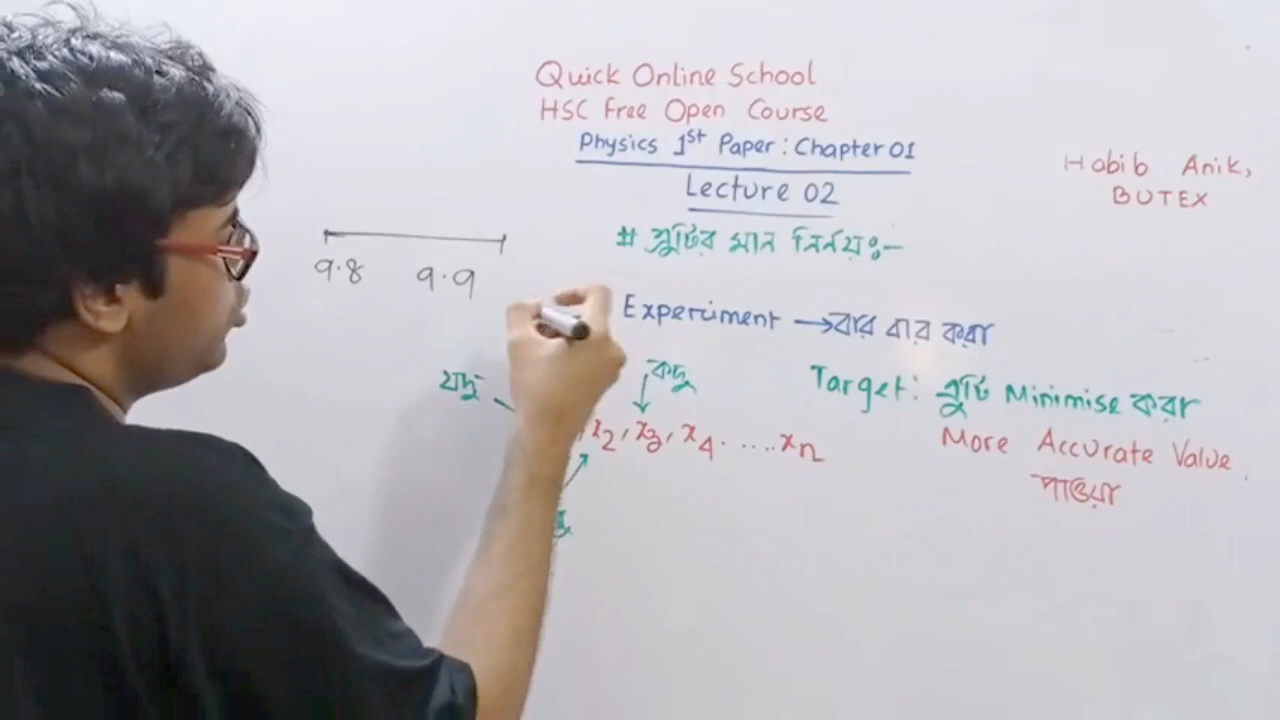 Quick Online School
HSC Free Open Course
Physics 1st Paper : Chapter 01
Lecture 02
Habib Anik,
BUTEX
# ত্রুটির মান নির্নয়ঃ-
9.8 9.9
Experiment → বার বার করা
যদু কদু
Target: ত্রুটি Minimise করা
, x2, x3, x4 . .... xn
More Accurate Value
পাওয়া